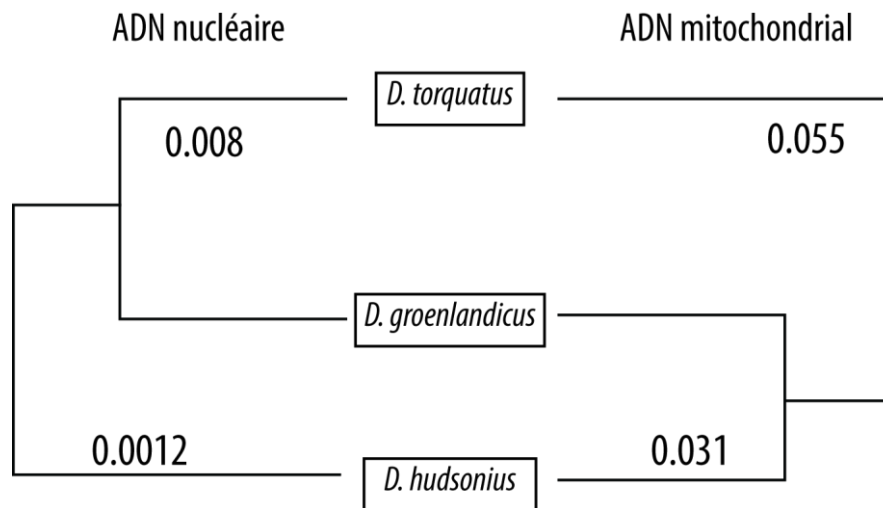 ADN nucléaire
ADN mitochondrial
D. torquatus
0.008
0.055
D. groenlandicus
0.0012
0.031
D. hudsonius